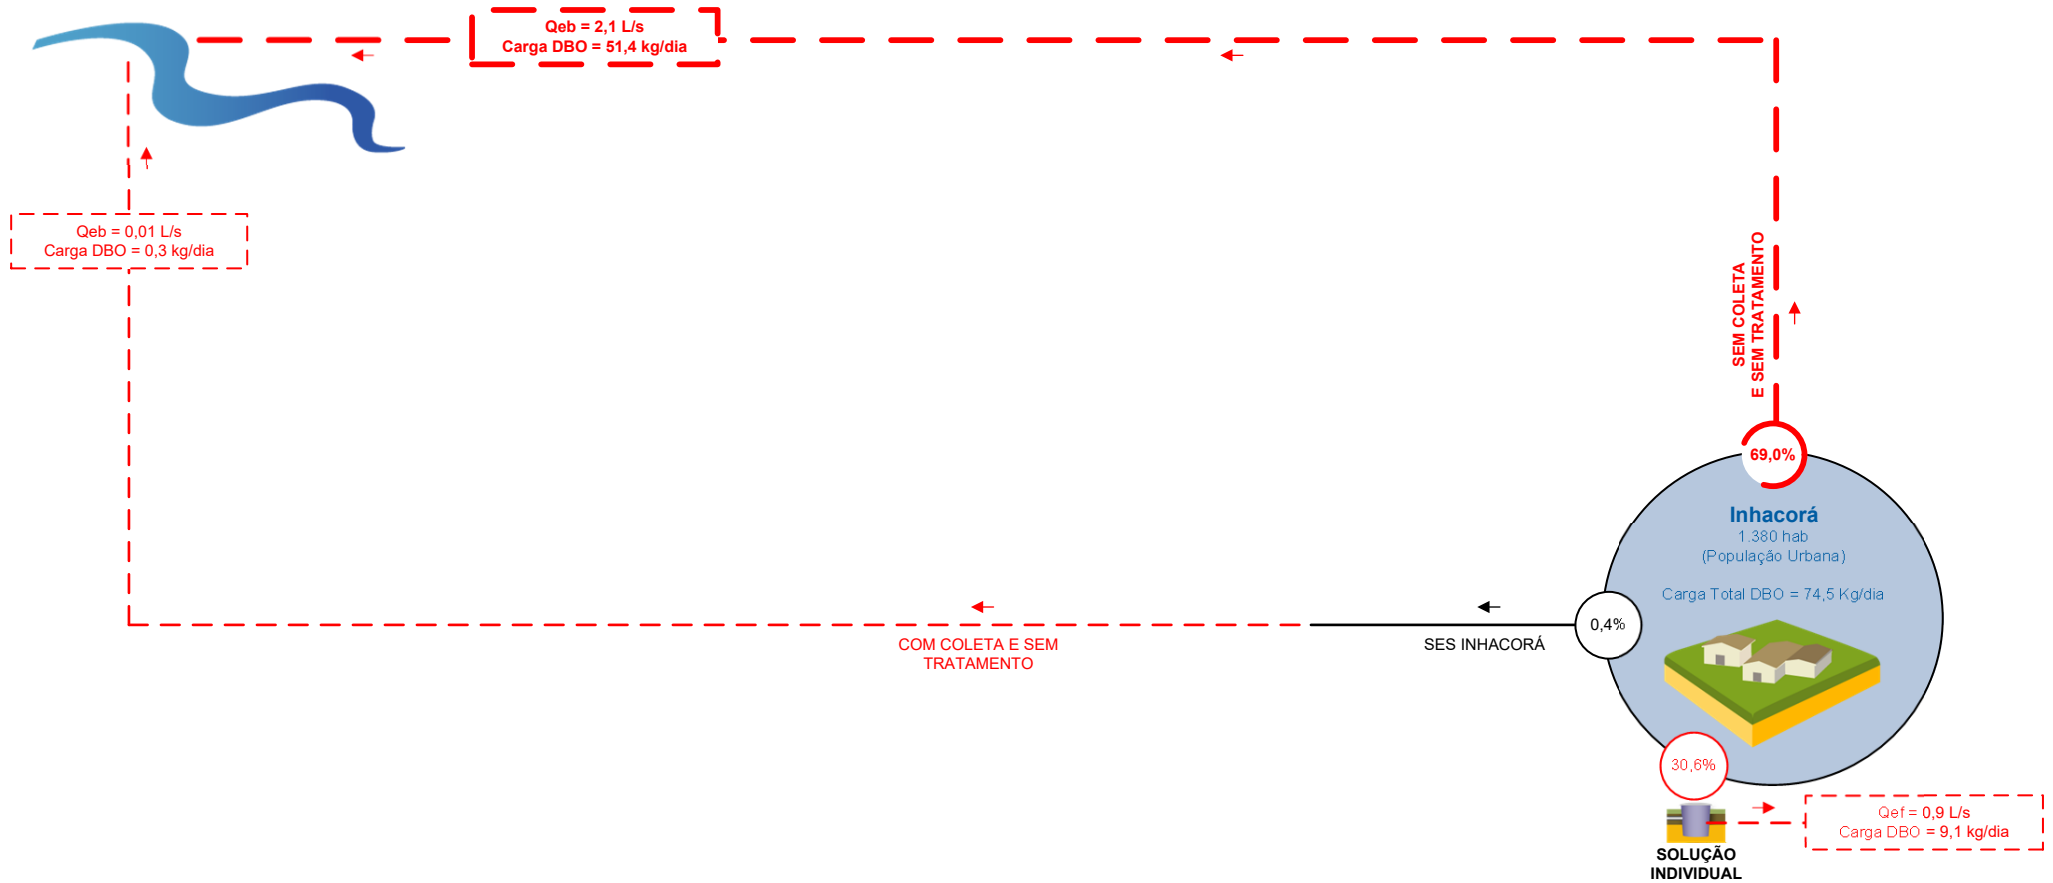 Qeb = 2,1 L/s
Carga DBO = 51,4 kg/dia
Qeb = 0,01 L/s
Carga DBO = 0,3 kg/dia
SEM COLETA
E SEM TRATAMENTO
69,0%
Inhacorá
1.380 hab
(População Urbana)
Carga Total DBO = 74,5 Kg/dia
0,4%
SES INHACORÁ
COM COLETA E SEM
TRATAMENTO
30,6%
SOLUÇÃO
INDIVIDUAL
Qef = 0,9 L/s
Carga DBO = 9,1 kg/dia